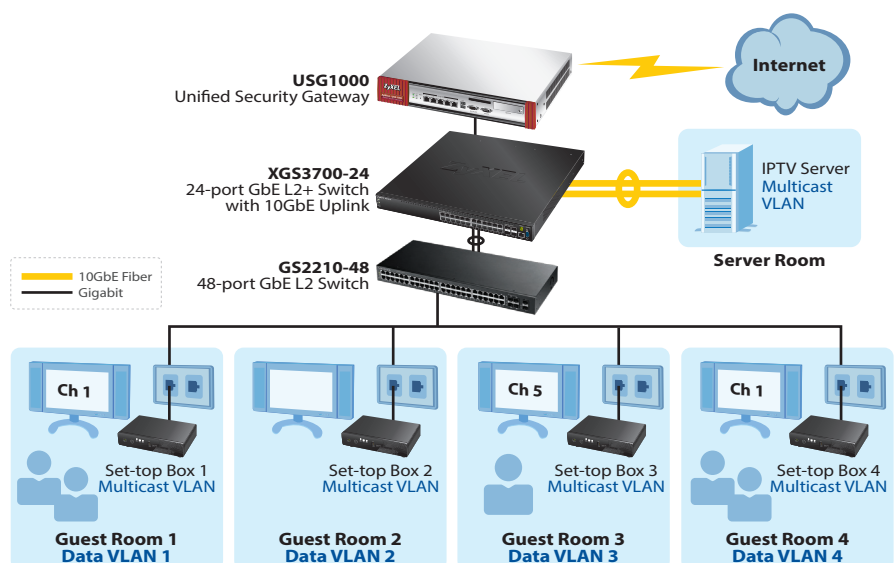 USG1000
Unified Security Gateway
Internet
ZyXEL
XGS3700-24
24-port GbE L2+ Switch
with 10GbE Uplink
ZyXEL
IPTV Server
Multicast
VLAN
Server Room
GS2210-48
48-port GbE L2 Switch
10GbE Fiber
Gigabit
Ch 1
Set-top Box 1
Multicast VLAN
Guest Room 1
Data VLAN 1
Set-top Box 2
Multicast VLAN
Guest Room 2
Data VLAN 2
Ch 5
Set-top Box 3
Multicast VLAN
Guest Room 3
Data VLAN 3
Ch 1
Set-top Box 4
Multicast VLAN
Guest Room 4
Data VLAN 4